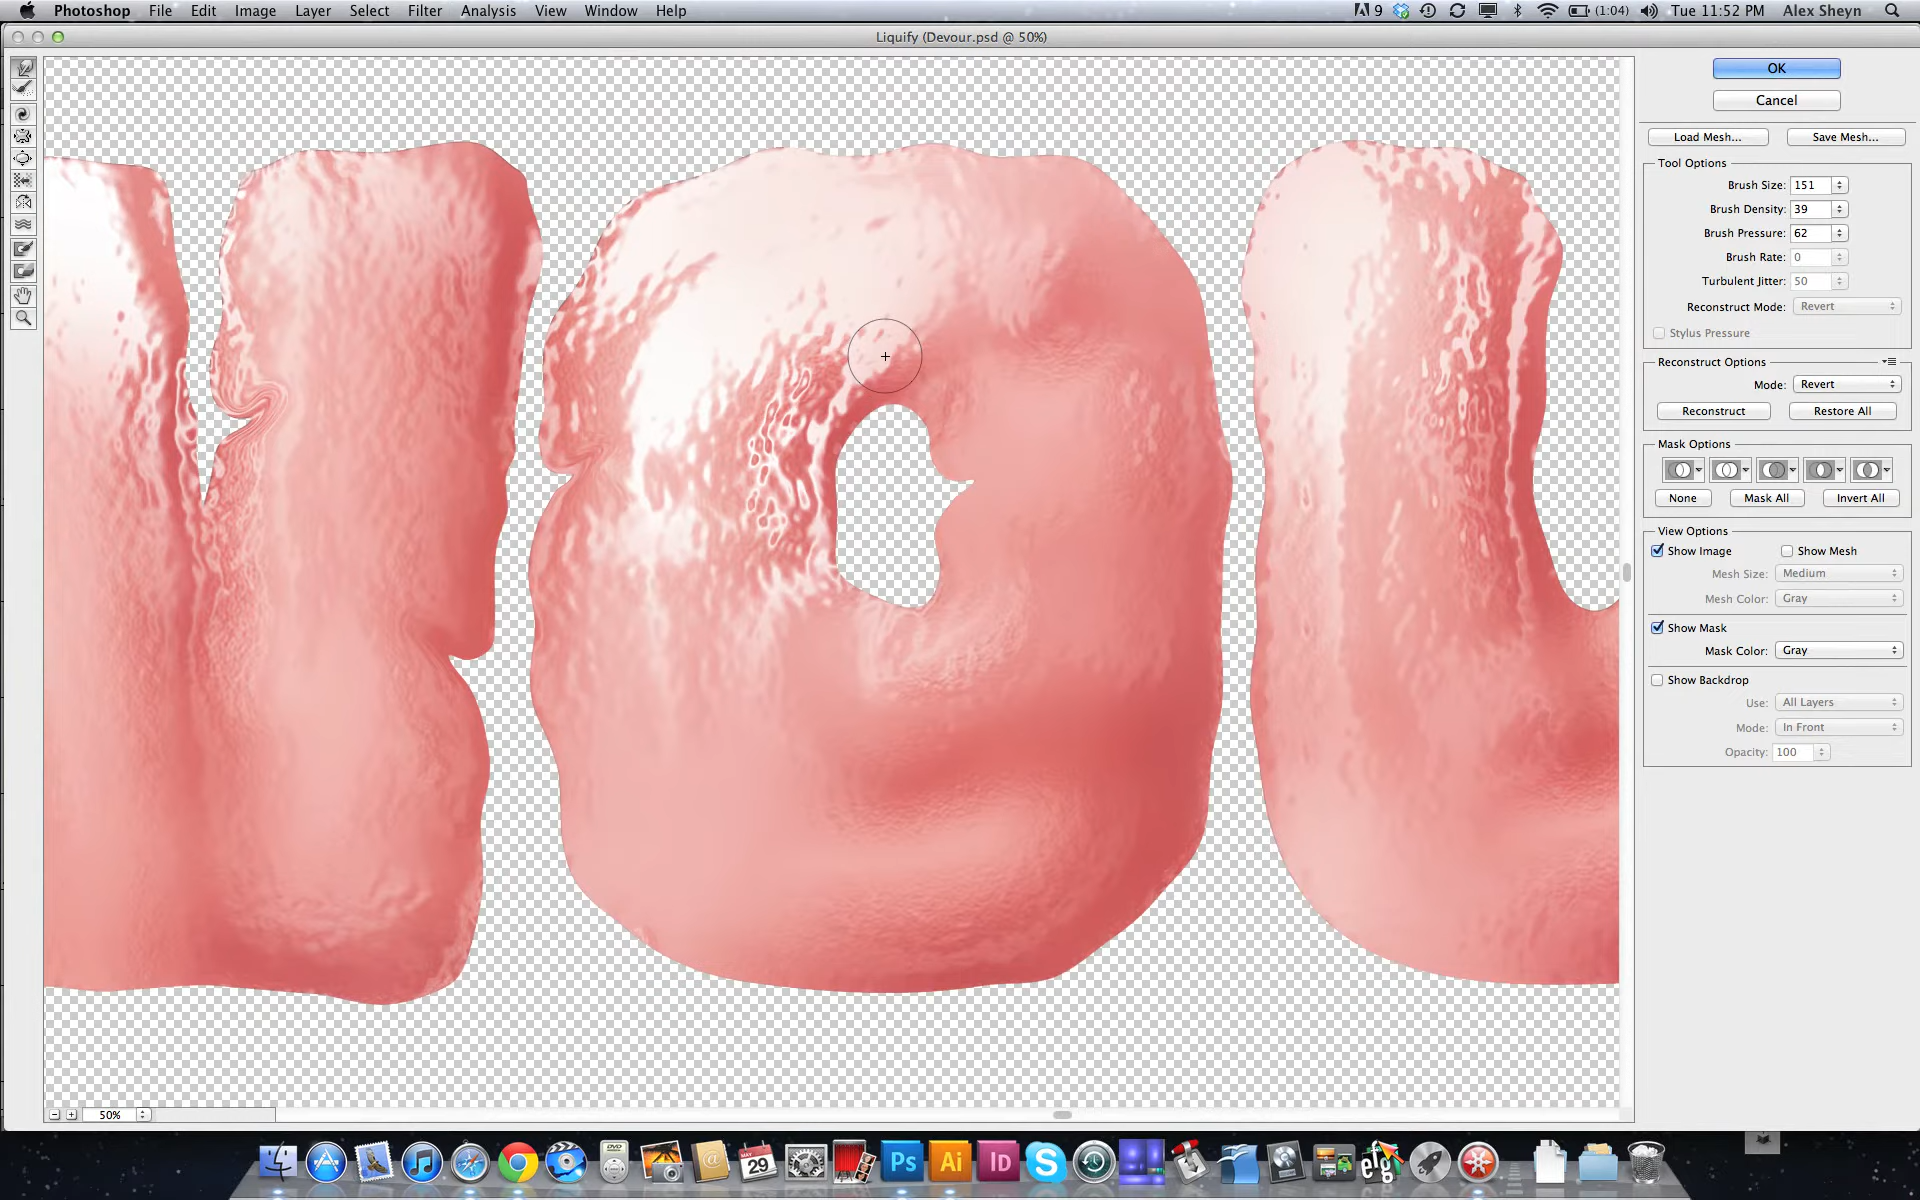 Photoshop File Edit Image Layer Select Filter Analysis View Window Help 9 (1:04) Tue 11:52 PM Alex Sheyn
Liquify (Devour.psd @ 50%)
OK
Cancel
Load Mesh... Save Mesh...
Tool Options
Brush Size: 151
Brush Density: 39
Brush Pressure: 62
Brush Rate: 0
Turbulent Jitter: 50
Reconstruct Mode: Revert
Stylus Pressure
Reconstruct Options
Mode: Revert
Reconstruct Restore All
Mask Options
None Mask All Invert All
View Options
Show Image Show Mesh
Mesh Size: Medium
Mesh Color: Gray
Show Mask
Mask Color: Gray
Show Backdrop
Use: All Layers
Mode: In Front
Opacity: 100
50%
DVD
MAY
29
Ps Ai Id S
elgg